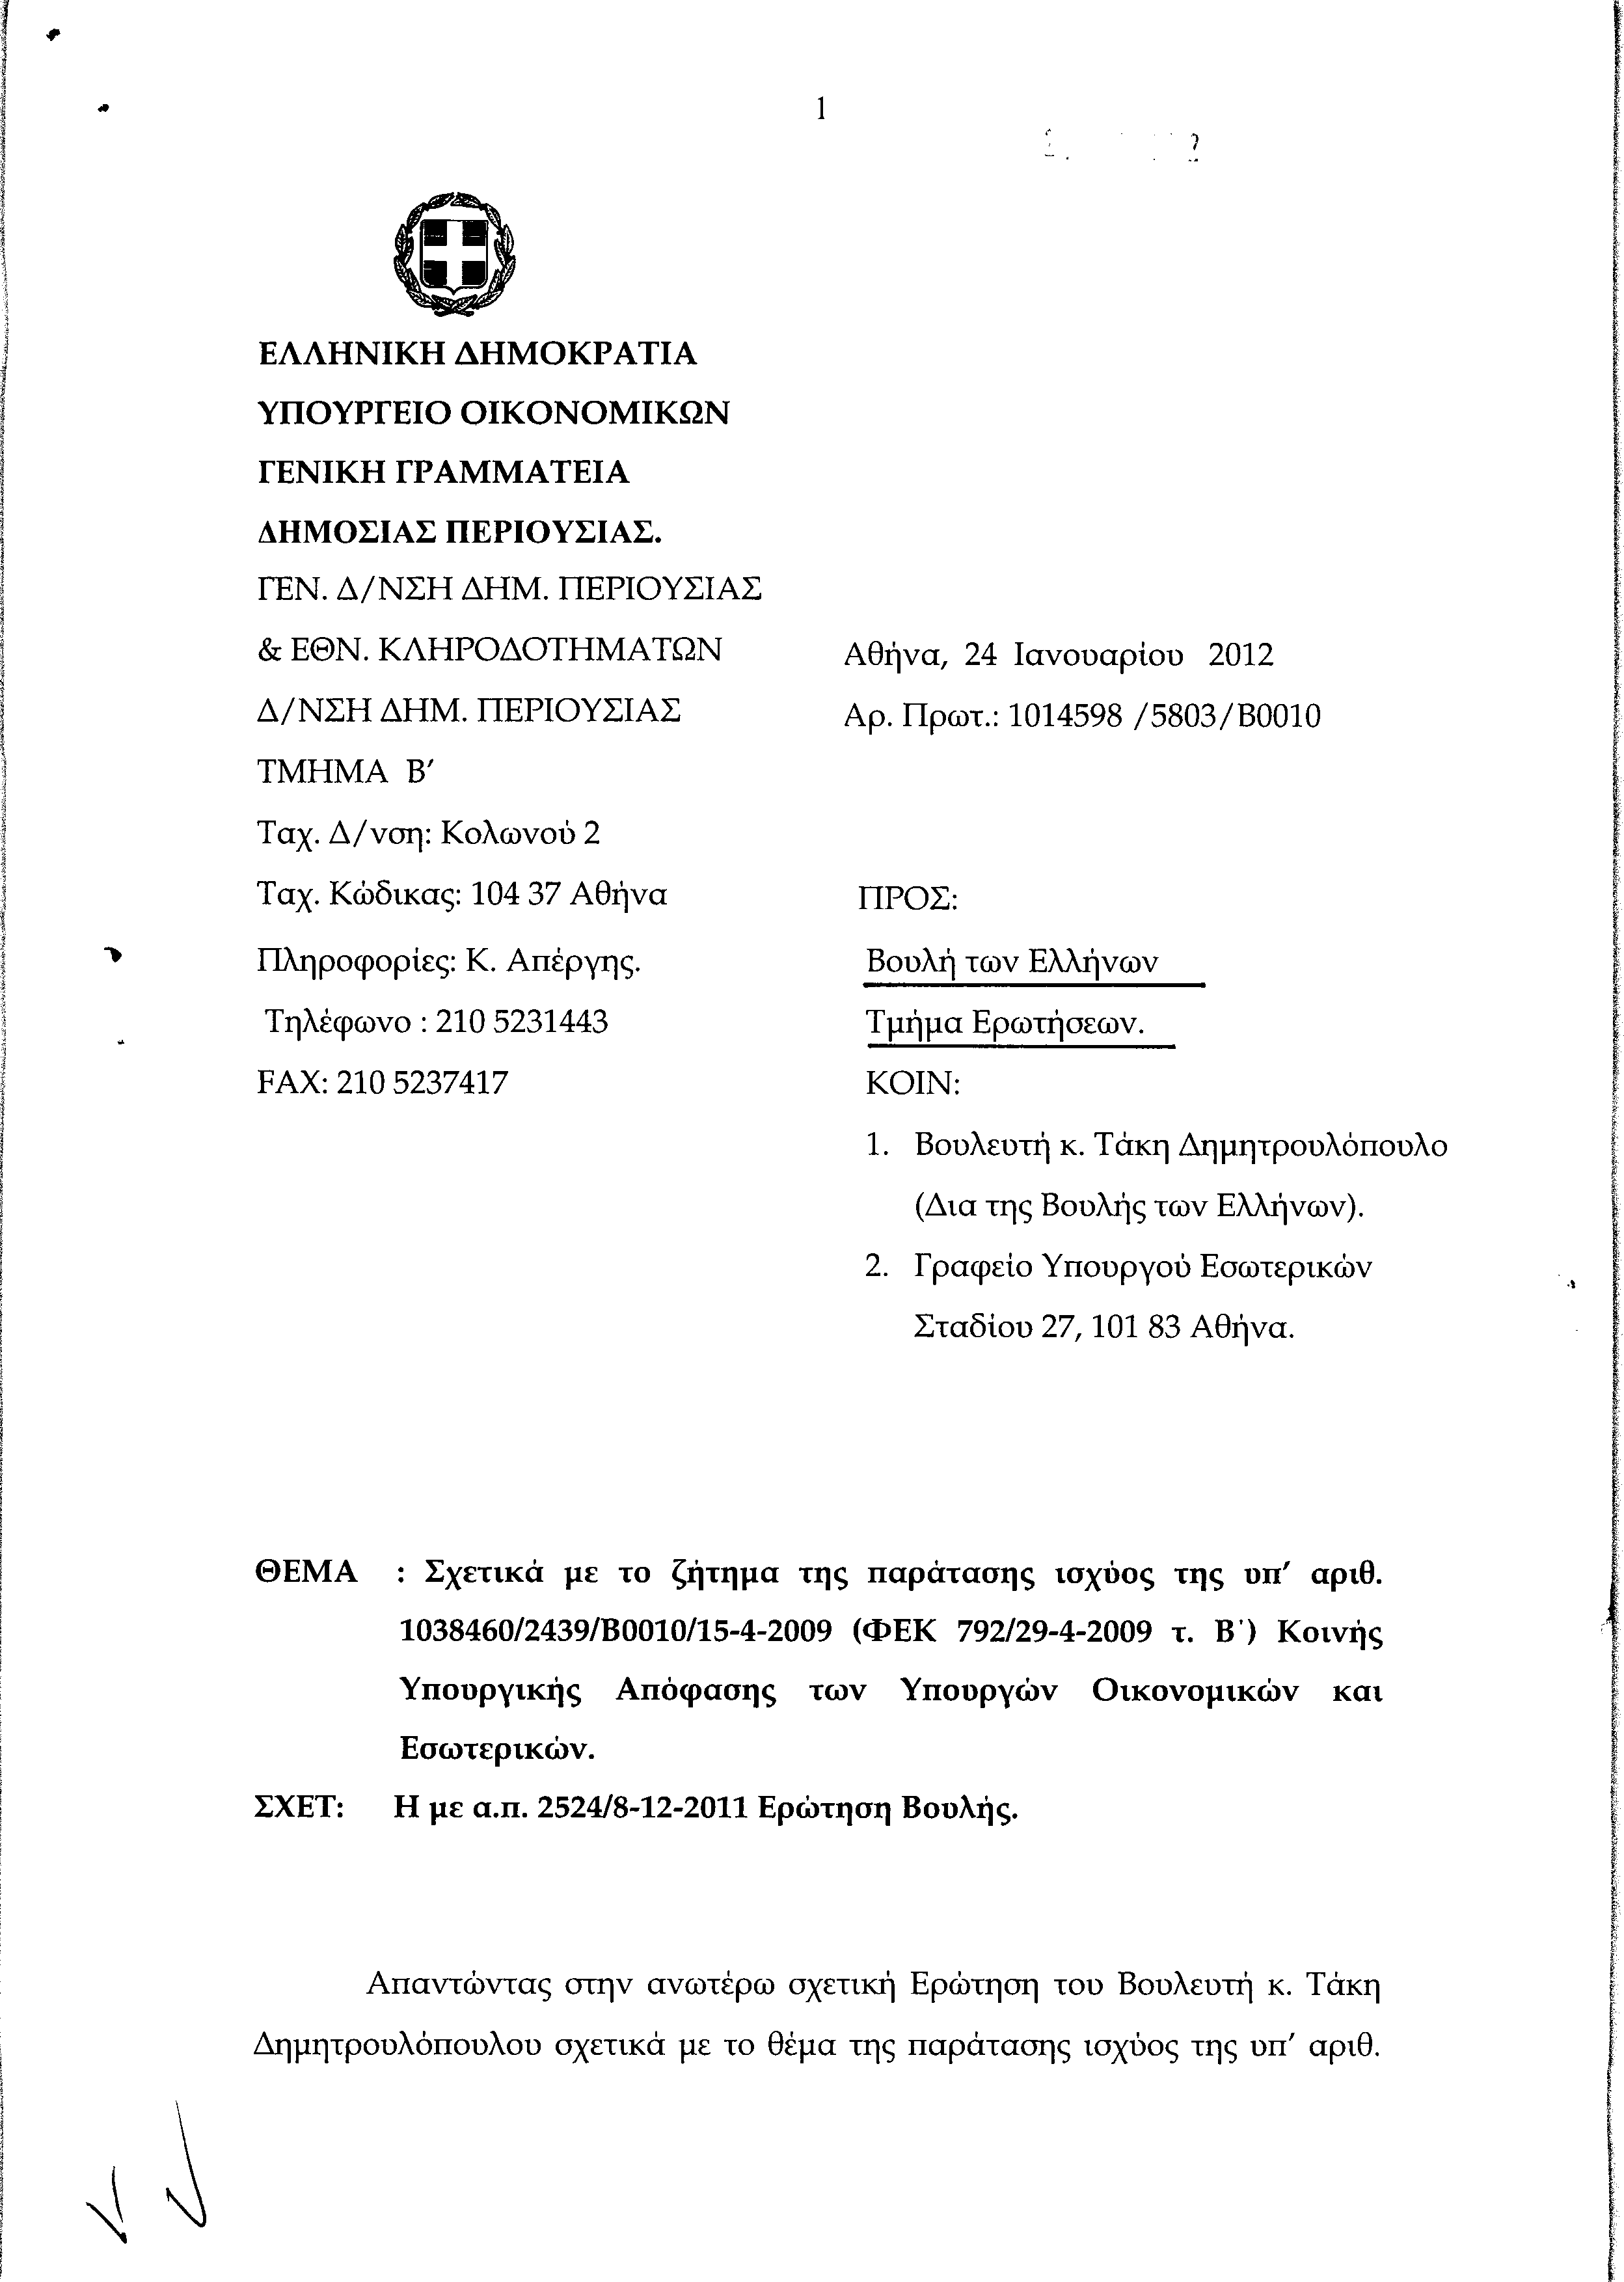 1
ΕΛΛΗΝΙΚΗ ΔΗΜΟΚΡΑΤΙΑ
ΥΠΟΥΡΓΕΙΟ ΟΙΚΟΝΟΜΙΚΩΝ
ΓΕΝΙΚΗ ΓΡΑΜΜΑΤΕΙΑ
ΔΗΜΟΣΙΑΣ ΠΕΡΙΟΥΣΙΑΣ.
ΓΕΝ. Δ/ΝΣΗ ΔΗΜ. ΠΕΡΙΟΥΣΙΑΣ
& ΕΘΝ. ΚΛΗΡΟΔΟΤΗΜΑΤΩΝ
Δ/ΝΣΗ ΔΗΜ. ΠΕΡΙΟΥΣΙΑΣ
ΤΜΗΜΑ Β′
Ταχ. Δ/νση: Κολωνού 2
Ταχ. Κώδικας: 104 37 Αθήνα
Πληροφορίες: Κ. Απέργης.
Τηλέφωνο : 210 5231443
FAX: 210 5237417
Αθήνα, 24 Ιανουαρίου 2012
Αρ. Πρωτ.: 1014598 /5803/Β0010
ΠΡΟΣ:
Βουλή των Ελλήνων
Τμήμα Ερωτήσεων.
ΚΟΙΝ:
1. Βουλευτή κ. Τάκη Δημητρουλόπουλο
(Δια της Βουλής των Ελλήνων).
2. Γραφείο Υπουργού Εσωτερικών
Σταδίου 27, 101 83 Αθήνα.
ΘΕΜΑ : Σχετικά με το ζήτημα της παράτασης ισχύος της υπ′ αριθ.
1038460/2439/Β0010/15-4-2009 (ΦΕΚ 792/29-4-2009 τ. Β΄) Κοινής
Υπουργικής Απόφασης των Υπουργών Οικονομικών και
Εσωτερικών.
ΣΧΕΤ: Η με α.π. 2524/8-12-2011 Ερώτηση Βουλής.
Απαντώντας στην ανωτέρω σχετική Ερώτηση του Βουλευτή κ. Τάκη
Δημητρουλόπουλου σχετικά με το θέμα της παράτασης ισχύος της υπ′ αριθ.